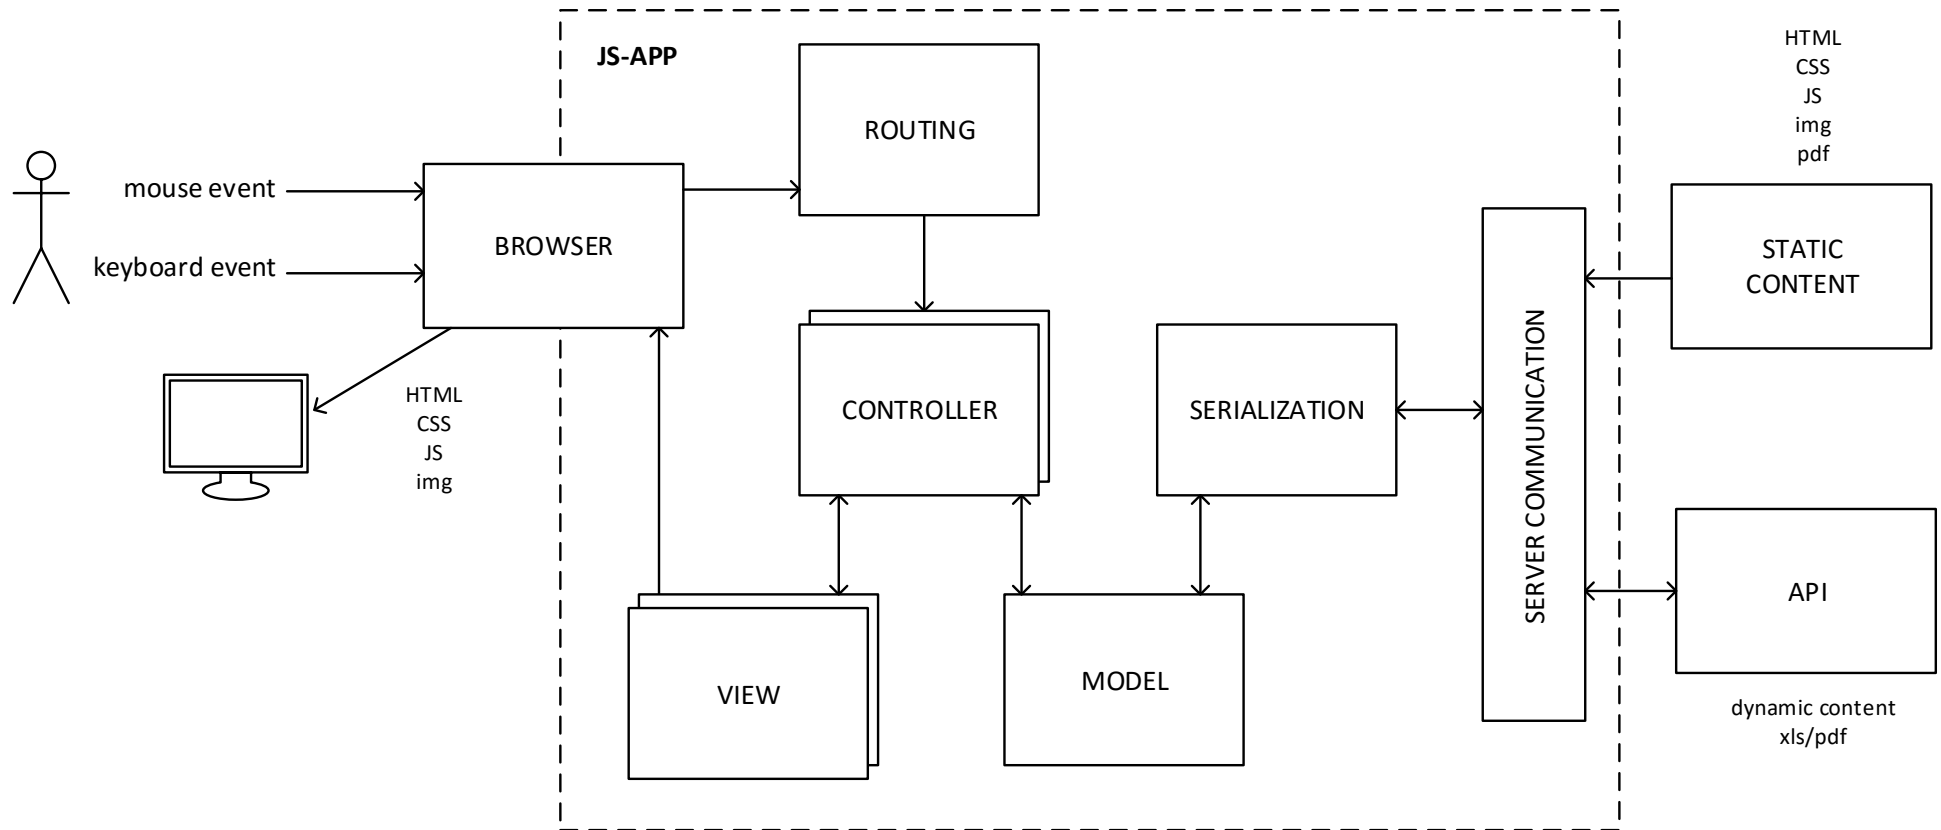 JS-APP
ROUTING
HTML
CSS
JS
img
pdf
mouse event
keyboard event
BROWSER
STATIC
CONTENT
HTML
CSS
JS
img
CONTROLLER
SERIALIZATION
SERVER COMMUNICATION
VIEW
MODEL
API
dynamic content
xls/pdf